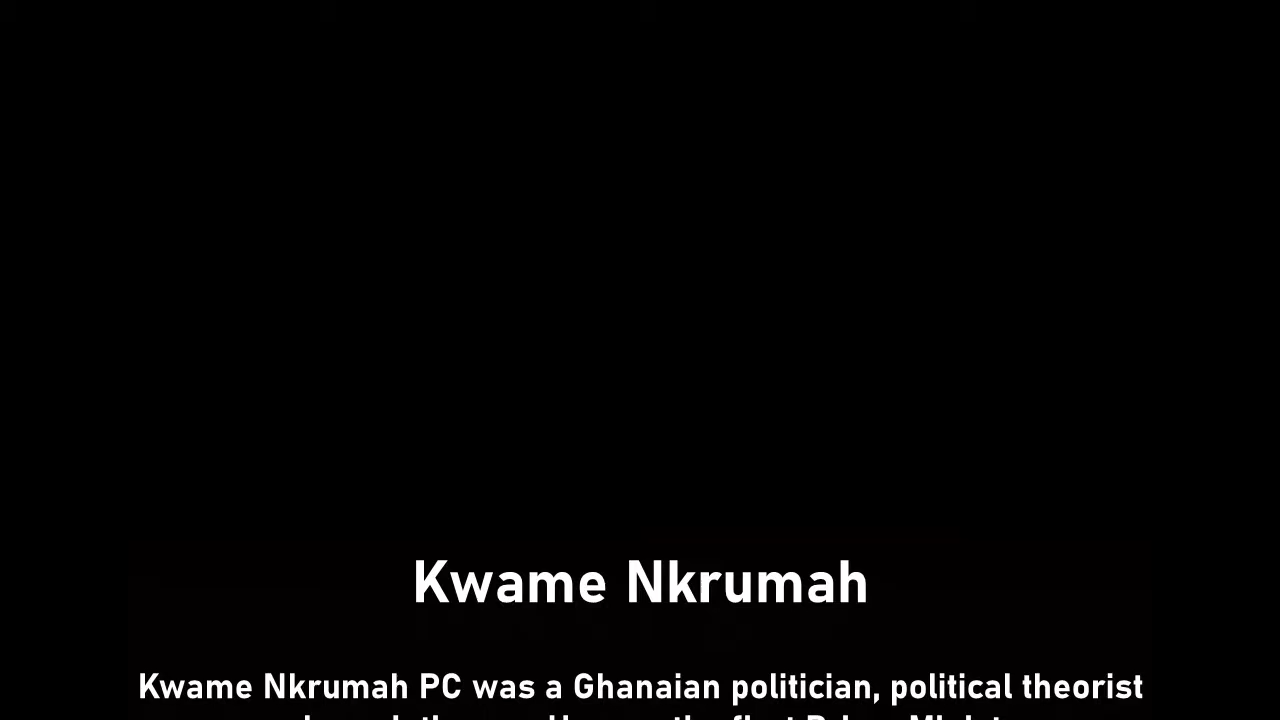 Kwame Nkrumah
Kwame Nkrumah PC was a Ghanaian politician, political theorist